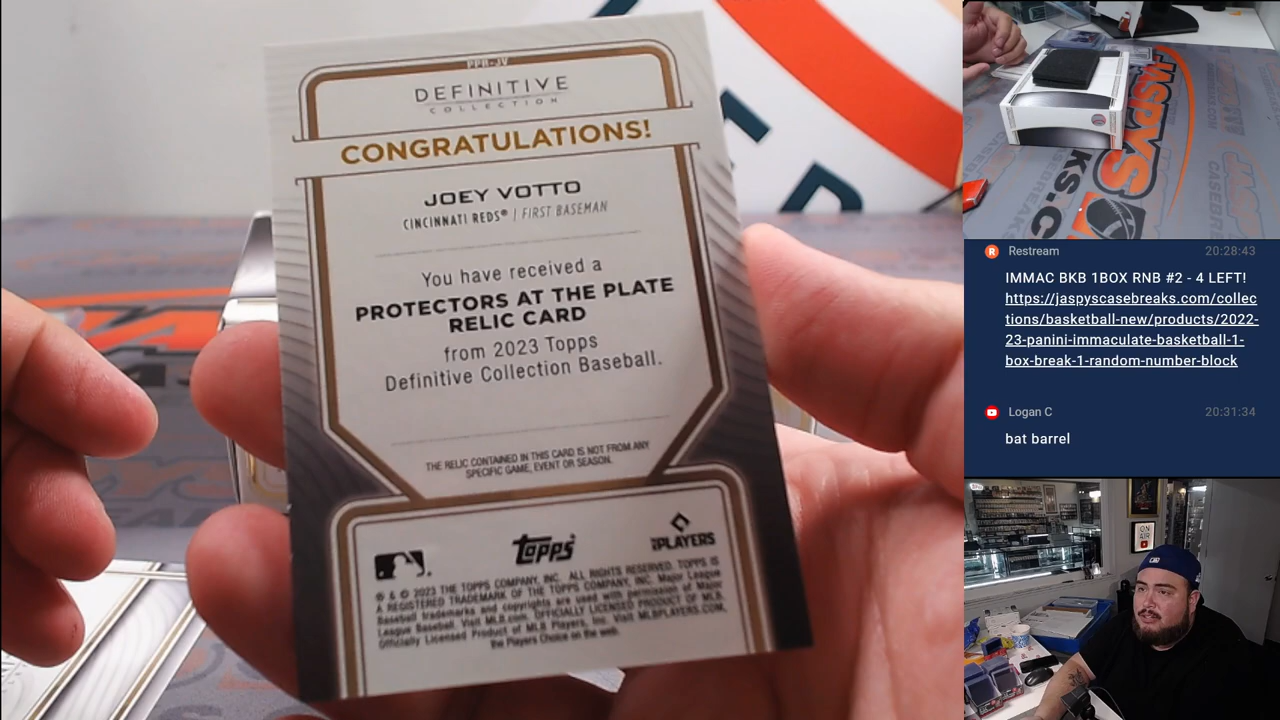 PPR-JV
DEFINITIVE
COLLECTION
CONGRATULATIONS!
JOEY VOTTO
CINCINNATI REDS® | FIRST BASEMAN
You have received a
PROTECTORS AT THE PLATE
RELIC CARD
from 2023 Topps
Definitive Collection Baseball.
THE RELIC CONTAINED IN THIS CARD IS NOT FROM ANY
SPECIFIC GAME, EVENT OR SEASON.
topps
PLAYERS
® & © 2023 THE TOPPS COMPANY, INC. ALL RIGHTS RESERVED. TOPPS IS
A REGISTERED TRADEMARK OF THE TOPPS COMPANY, INC. Major League
Baseball trademarks and copyrights are used with permission of Major
League Baseball. Visit MLB.com. OFFICIALLY LICENSED PRODUCT OF MLB PLAYERS, INC.
Officially Licensed Product of MLB Players, Inc. Visit MLBPLAYERS.COM,
the Players Choice on the web.
JASPYS
CASEBREAKS
KS.C
Restream 20:28:43
IMMAC BKB 1BOX RNB #2 - 4 LEFT!
https://jaspyscasebreaks.com/collec
tions/basketball-new/products/2022-
23-panini-immaculate-basketball-1-
box-break-1-random-number-block
Logan C 20:31:34
bat barrel
ON
AIR